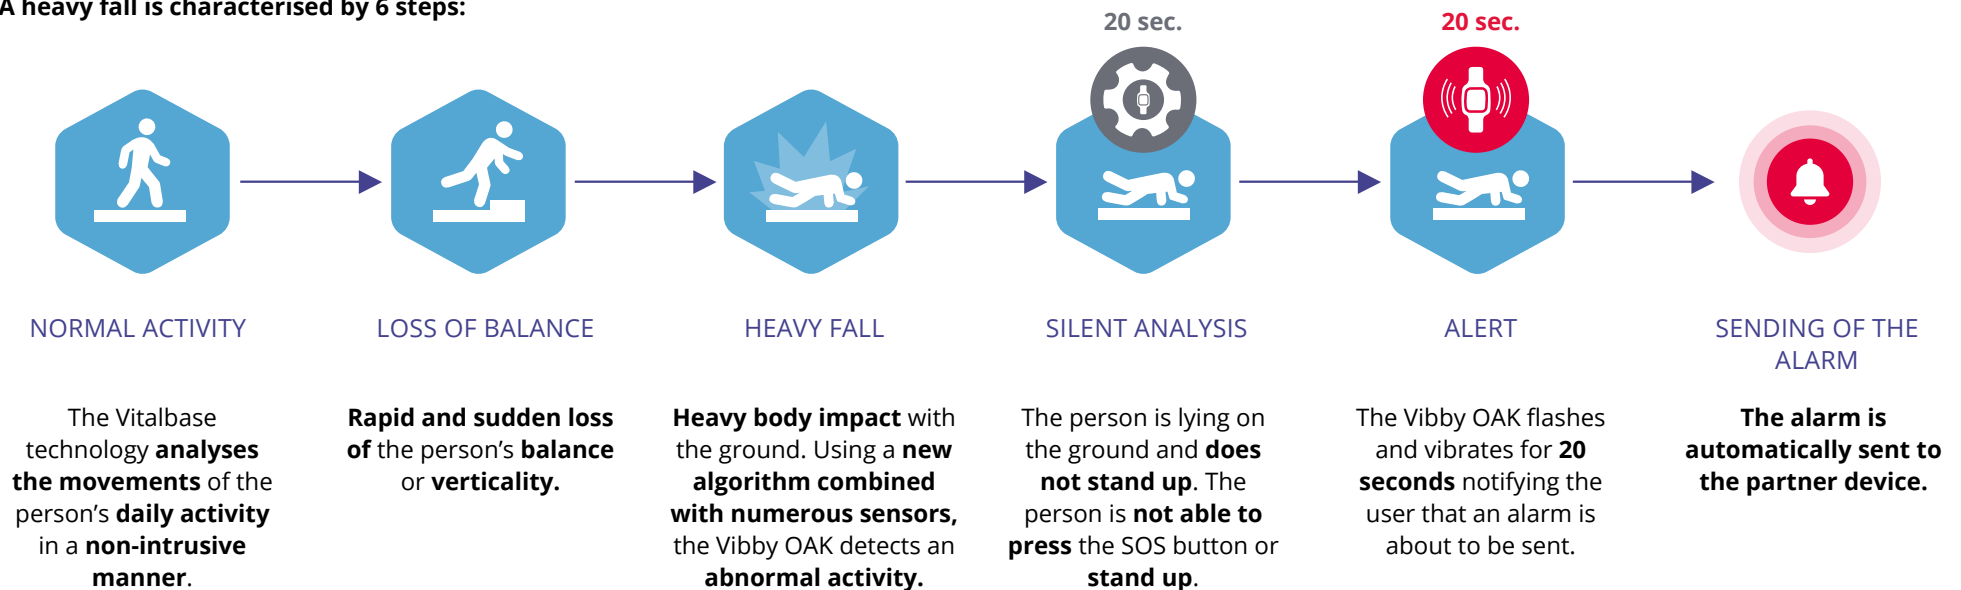 A heavy fall is characterised by 6 steps:
20 sec.
20 sec.
NORMAL ACTIVITY
The Vitalbase
technology analyses
the movements of the
person's daily activity
in a non-intrusive
manner.
LOSS OF BALANCE
Rapid and sudden loss
of the person's balance
or verticality.
HEAVY FALL
Heavy body impact with
the ground. Using a new
algorithm combined
with numerous sensors,
the Vibby OAK detects an
abnormal activity.
SILENT ANALYSIS
The person is lying on
the ground and does
not stand up. The
person is not able to
press the SOS button or
stand up.
ALERT
The Vibby OAK flashes
and vibrates for 20
seconds notifying the
user that an alarm is
about to be sent.
SENDING OF THE
ALARM
The alarm is
automatically sent to
the partner device.